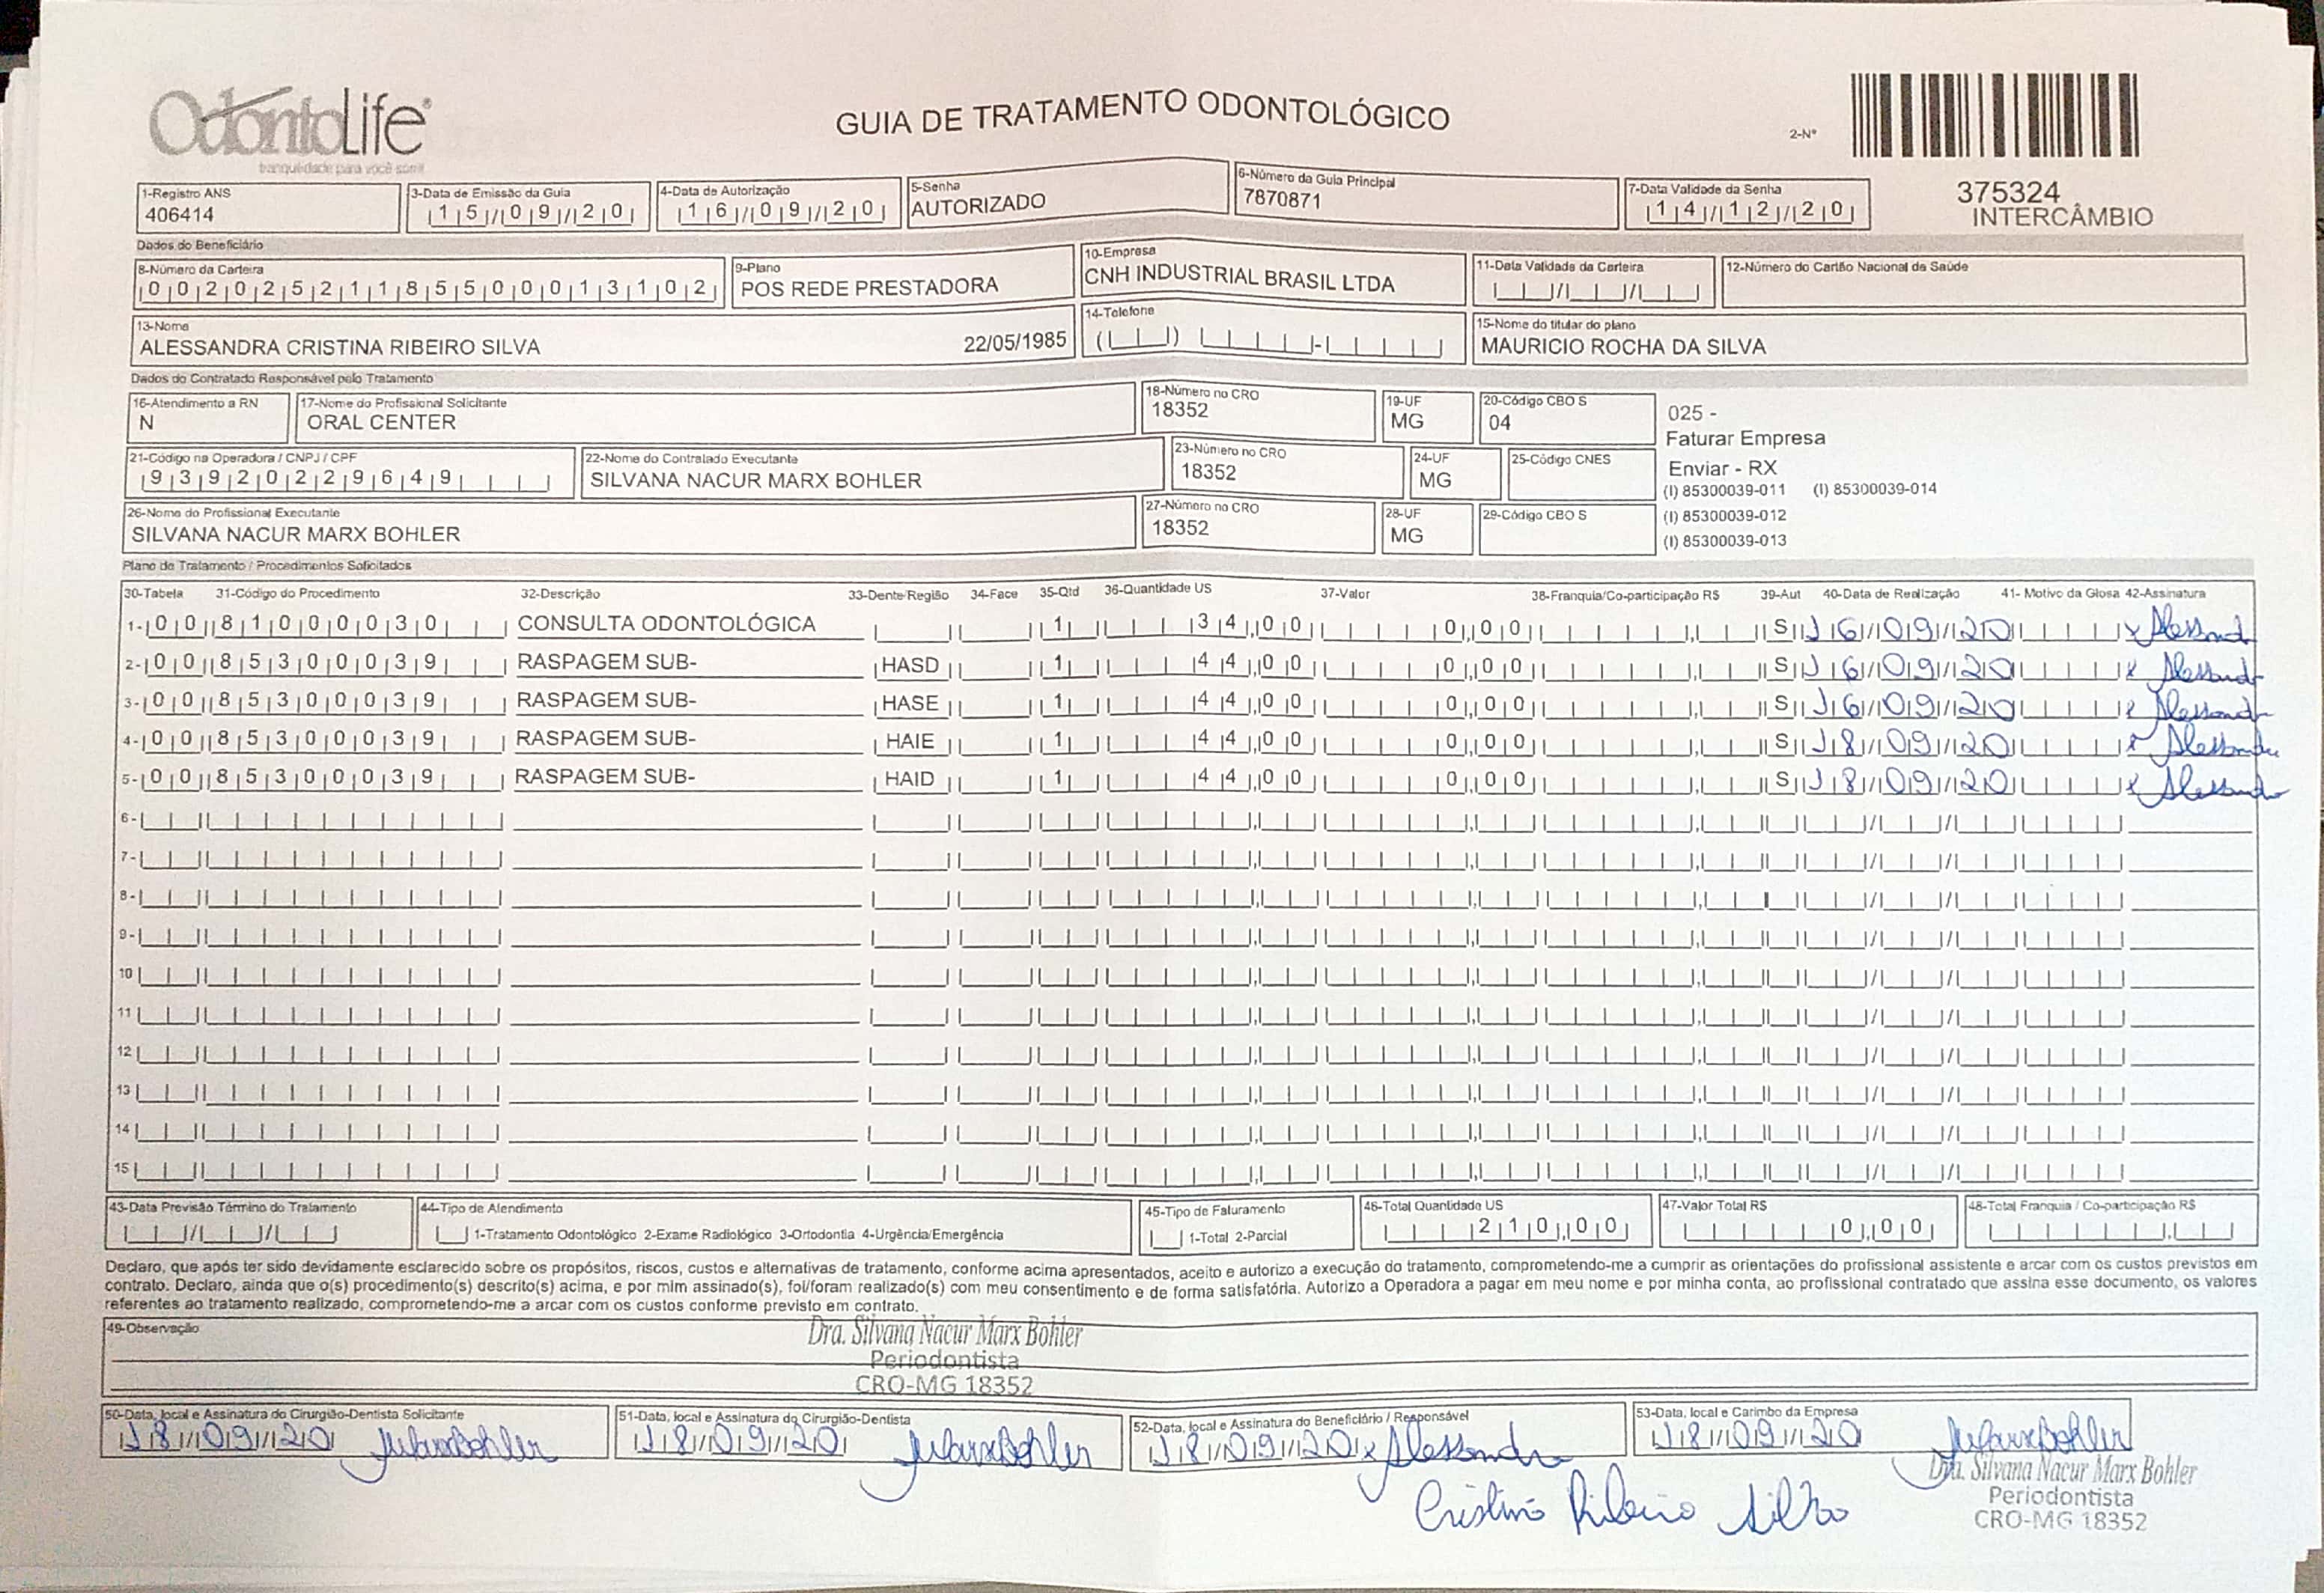 OdontoLife®
tranquilidade para você sorrir
GUIA DE TRATAMENTO ODONTOLÓGICO
2-Nº
375324
INTERCÂMBIO
1-Registro ANS
406414
3-Data de Emissão da Guia
15/09/20
4-Data de Autorização
16/09/20
5-Senha
AUTORIZADO
6-Número da Guia Principal
7870871
7-Data Validade da Senha
14/12/20
Dados do Beneficiário
8-Número da Carteira
00202521185500013102
9-Plano
POS REDE PRESTADORA
10-Empresa
CNH INDUSTRIAL BRASIL LTDA
11-Data Validade da Carteira
12-Número do Cartão Nacional de Saúde
13-Nome
ALESSANDRA CRISTINA RIBEIRO SILVA 22/05/1985
14-Telefone
15-Nome do titular do plano
MAURICIO ROCHA DA SILVA
Dados do Contratado Responsável pelo Tratamento
16-Atendimento a RN
N
17-Nome do Profissional Solicitante
ORAL CENTER
18-Número no CRO
18352
19-UF
MG
20-Código CBO S
04
025 -
Faturar Empresa
Enviar - RX
(I) 85300039-011 (I) 85300039-014
(I) 85300039-012
(I) 85300039-013
21-Código na Operadora / CNPJ / CPF
93920229649
22-Nome do Contratado Executante
SILVANA NACUR MARX BOHLER
23-Número no CRO
18352
24-UF
MG
25-Código CNES
26-Nome do Profissional Executante
SILVANA NACUR MARX BOHLER
27-Número no CRO
18352
28-UF
MG
29-Código CBO S
Plano de Tratamento / Procedimentos Solicitados
30-Tabela 31-Código do Procedimento 32-Descrição 33-Dente/Região 34-Face 35-Qtd 36-Quantidade US 37-Valor 38-Franquia/Co-participação R$ 39-Aut 40-Data de Realização 41- Motivo da Glosa 42-Assinatura
1- 00 81000030 CONSULTA ODONTOLÓGICA 1 34,00 0,00 S 16/09/20 x Alessand
2- 00 85300039 RASPAGEM SUB- HASD 1 44,00 0,00 S 16/09/20 x Alessand
3- 00 85300039 RASPAGEM SUB- HASE 1 44,00 0,00 S 16/09/20 x Alessandr
4- 00 85300039 RASPAGEM SUB- HAIE 1 44,00 0,00 S 18/09/20 x Alessandra
5- 00 85300039 RASPAGEM SUB- HAID 1 44,00 0,00 S 18/09/20 x Alessandr
6-
7-
8-
9-
10
11
12
13
14
15
43-Data Previsão Término do Tratamento
44-Tipo de Atendimento
1-Tratamento Odontológico 2-Exame Radiológico 3-Ortodontia 4-Urgência/Emergência
45-Tipo de Faturamento
1-Total 2-Parcial
46-Total Quantidade US
210,00
47-Valor Total R$
0,00
48-Total Franquia / Co-participação R$
Declaro, que após ter sido devidamente esclarecido sobre os propósitos, riscos, custos e alternativas de tratamento, conforme acima apresentados, aceito e autorizo a execução do tratamento, comprometendo-me a cumprir as orientações do profissional assistente e arcar com os custos previstos em
contrato. Declaro, ainda que o(s) procedimento(s) descrito(s) acima, e por mim assinado(s), foi/foram realizado(s) com meu consentimento e de forma satisfatória. Autorizo a Operadora a pagar em meu nome e por minha conta, ao profissional contratado que assina esse documento, os valores
referentes ao tratamento realizado, comprometendo-me a arcar com os custos conforme previsto em contrato.
49-Observação
Dra. Silvana Nacur Marx Bohler
Periodontista
CRO-MG 18352
50-Data, local e Assinatura do Cirurgião-Dentista Solicitante
18/09/20
51-Data, local e Assinatura do Cirurgião-Dentista
18/09/20
52-Data, local e Assinatura do Beneficiário / Responsável
18/09/20 x Alessandra
Cristina Ribeiro Silva
53-Data, local e Carimbo da Empresa
18/09/20
Dra. Silvana Nacur Marx Bohler
Periodontista
CRO-MG 18352